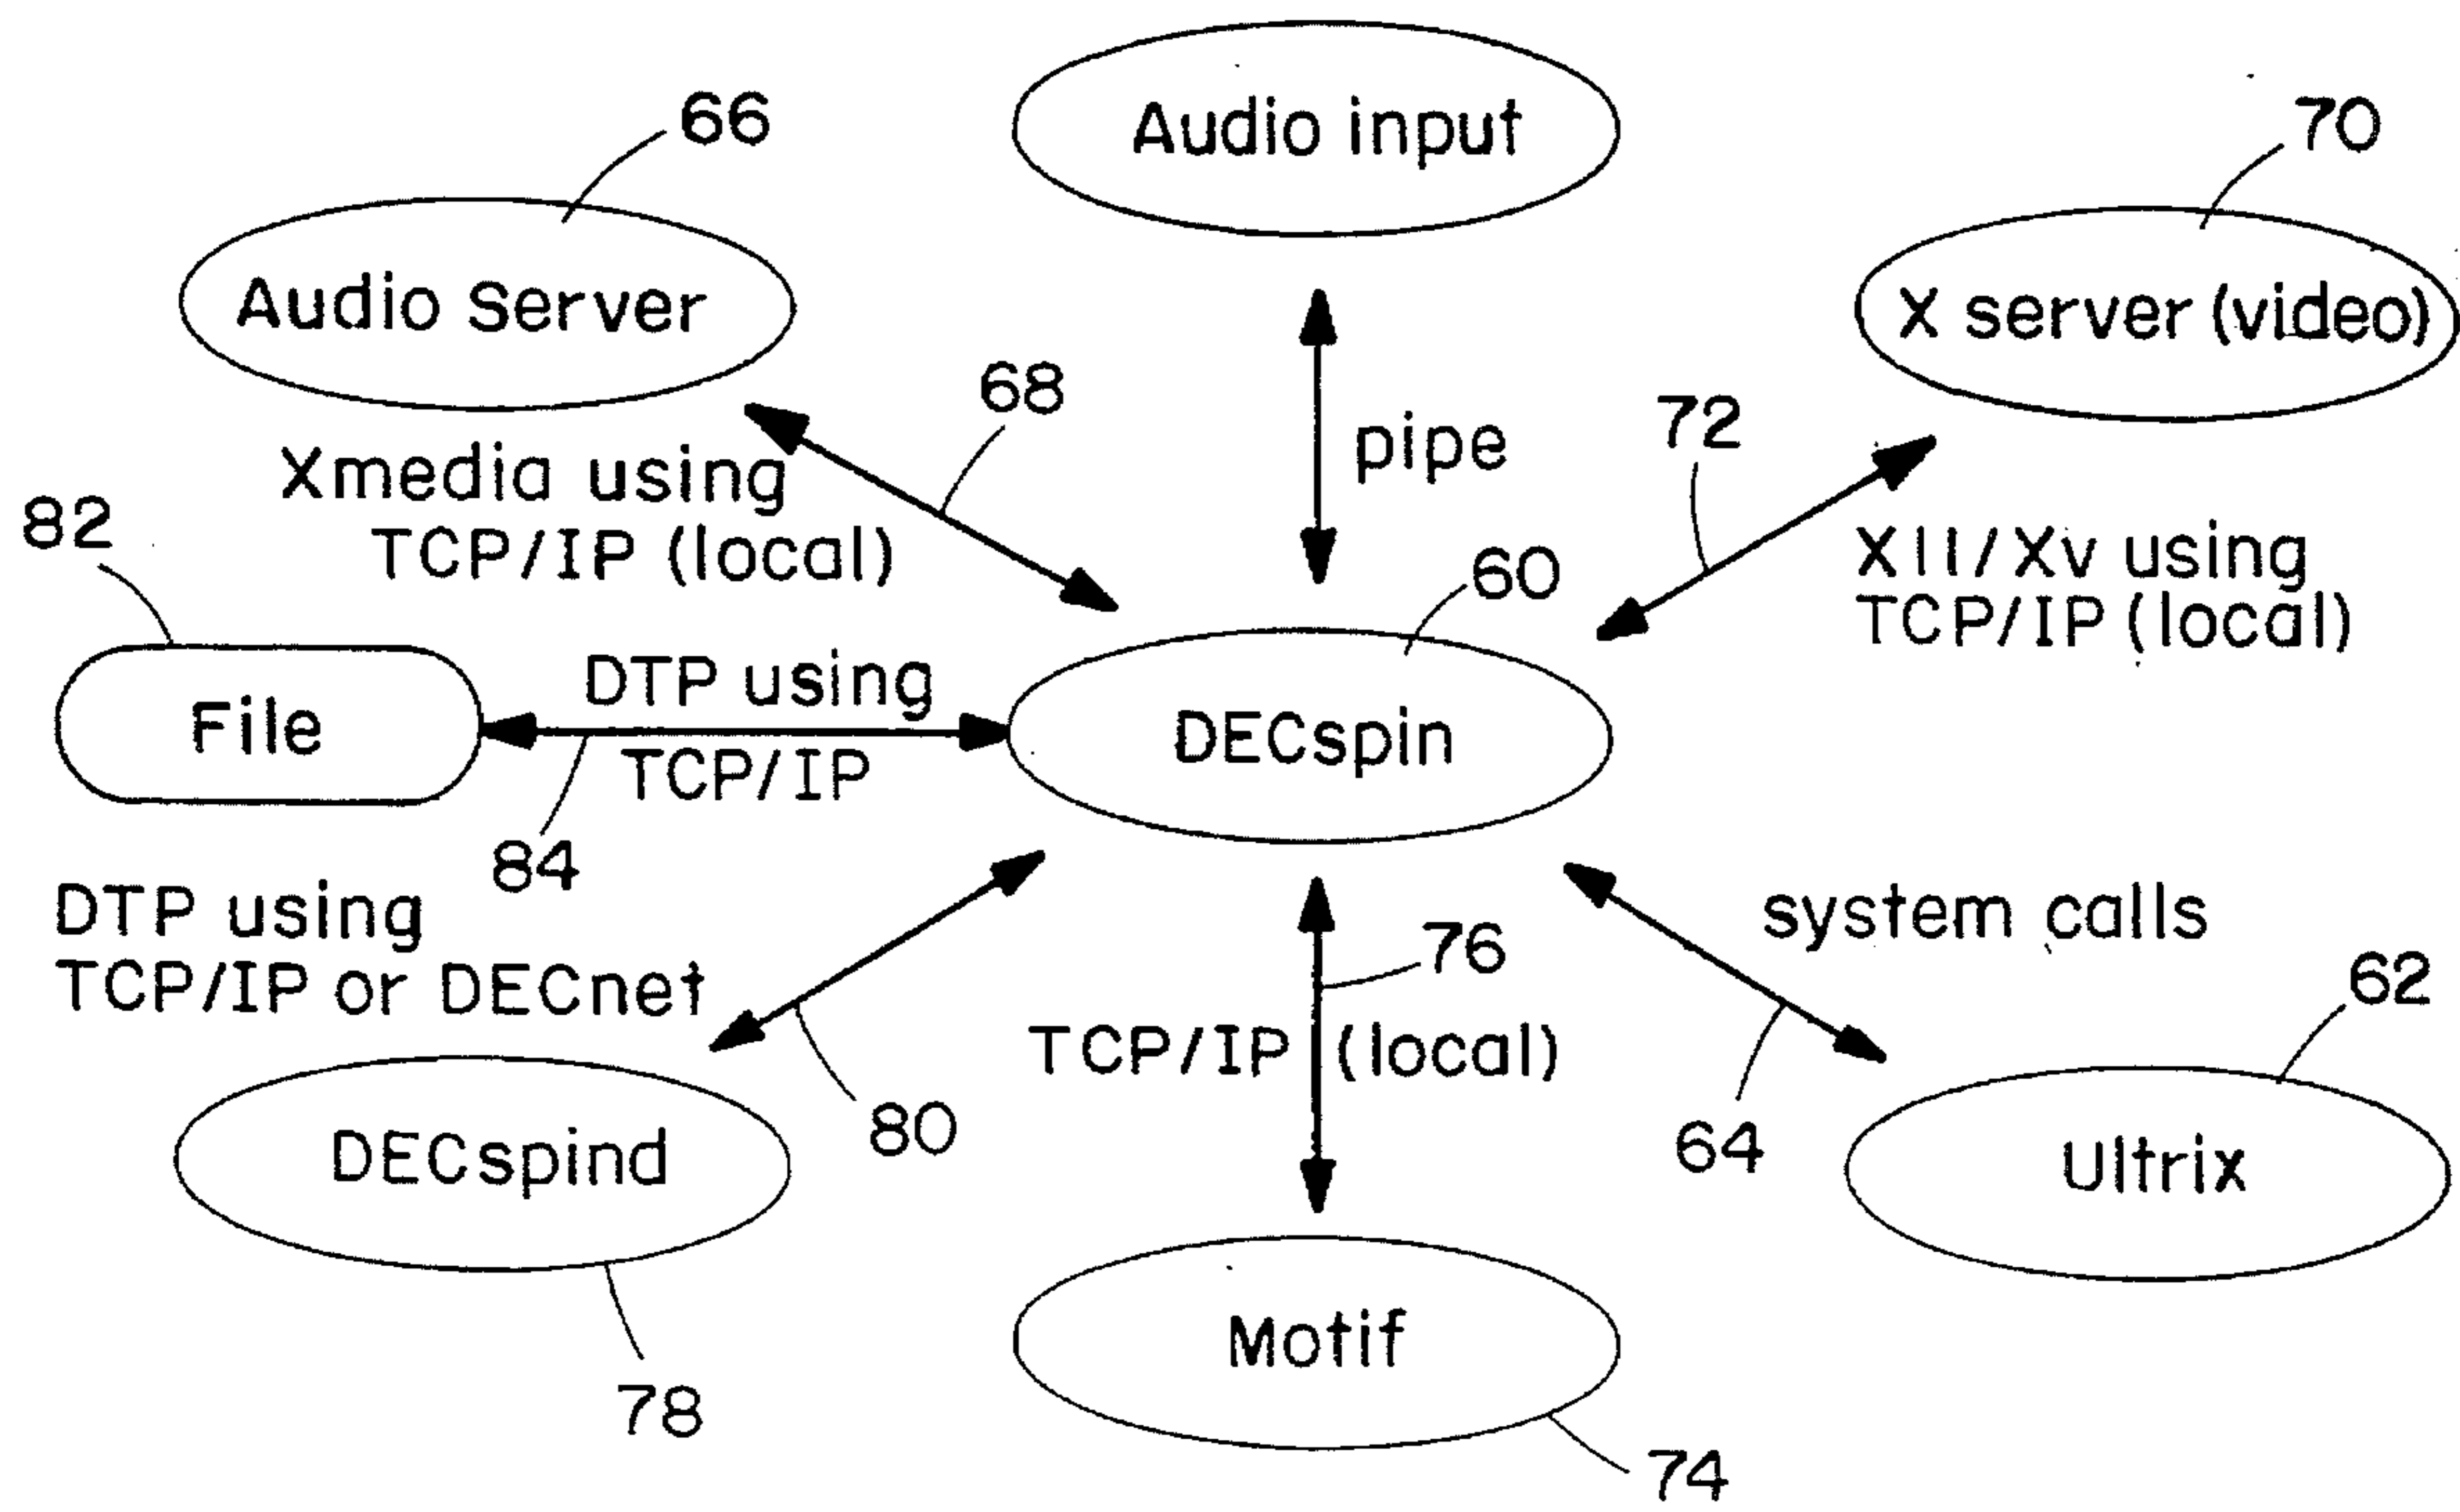 Audio input
66
70
Audio Server
X server (video)
68
72
pipe
Xmedia using
TCP/IP (local)
82
X11/Xv using
TCP/IP (local)
60
DTP using
TCP/IP
File
DECspin
84
DTP using
TCP/IP or DECnet
system calls
76
62
TCP/IP (local)
80
64
DECspind
Ultrix
Motif
78
74